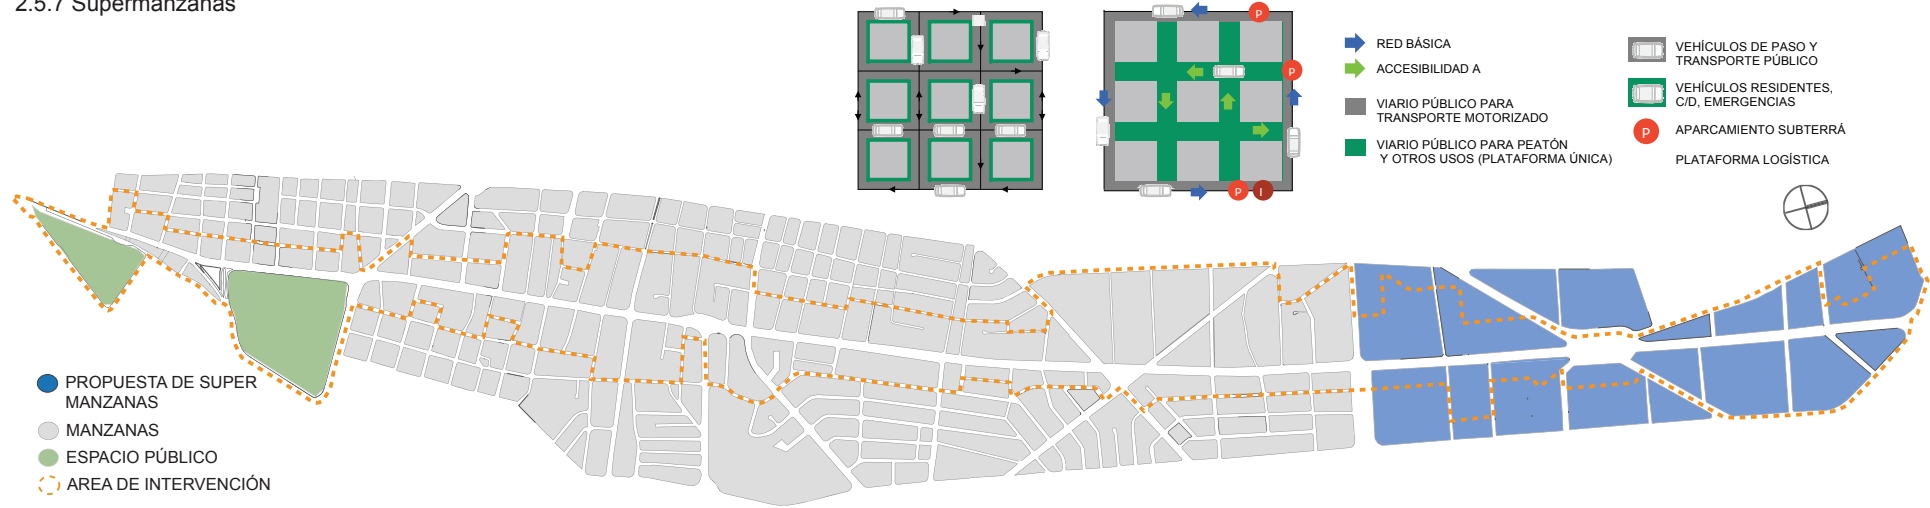 2.5.7 Supermanzanas
P
P
P
I
RED BÁSICA
ACCESIBILIDAD A
VIARIO PÚBLICO PARA
TRANSPORTE MOTORIZADO
VIARIO PÚBLICO PARA PEATÓN
Y OTROS USOS (PLATAFORMA ÚNICA)
VEHÍCULOS DE PASO Y
TRANSPORTE PÚBLICO
VEHÍCULOS RESIDENTES,
C/D, EMERGENCIAS
P
APARCAMIENTO SUBTERRÁ
PLATAFORMA LOGÍSTICA
PROPUESTA DE SUPER
MANZANAS
MANZANAS
ESPACIO PÚBLICO
AREA DE INTERVENCIÓN